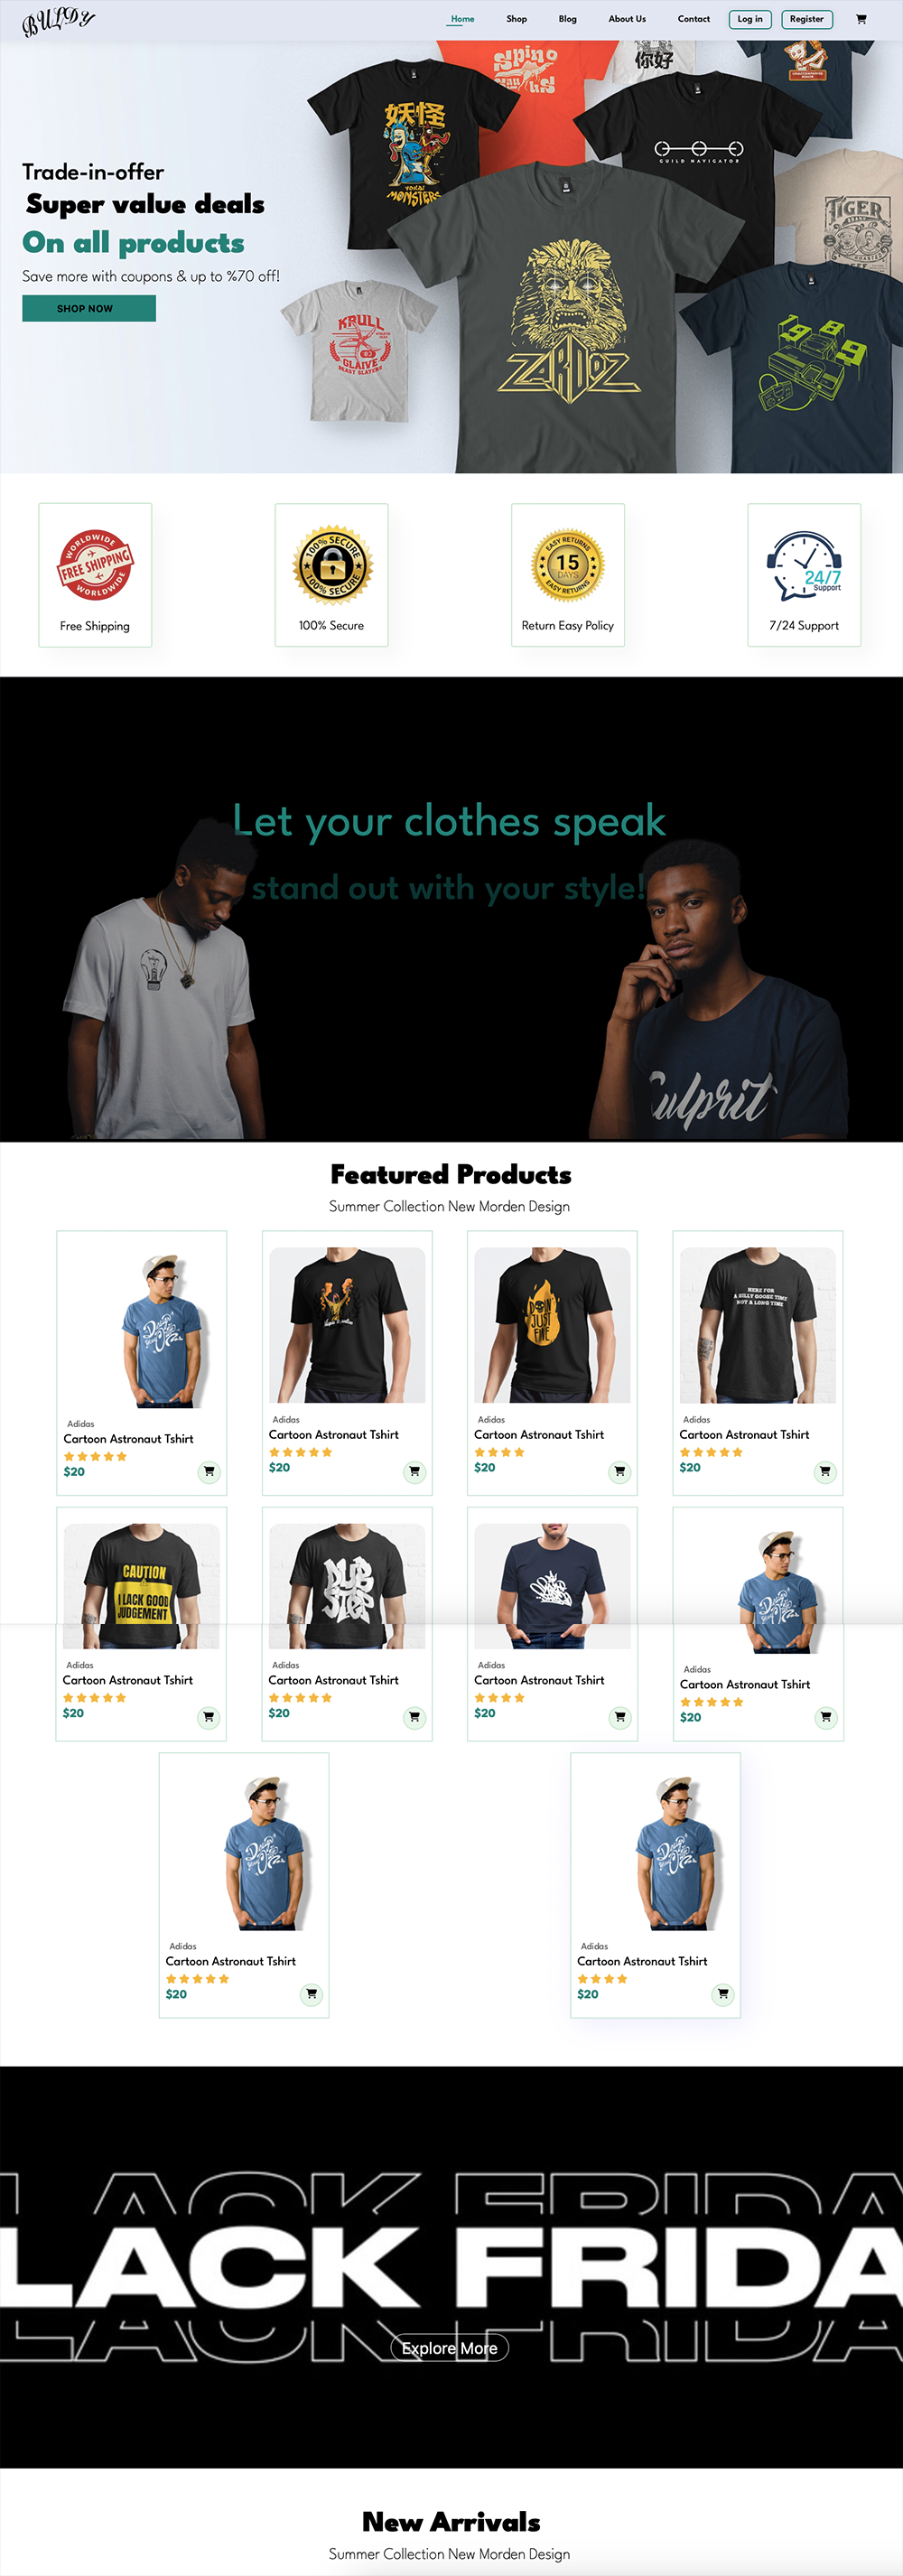 BULDY
Home
Shop
Blog
About Us
Contact
Log in
Register
Trade-in-offer
Super value deals
On all products
Save more with coupons & up to %70 off!
SHOP NOW
Spino
你好
妖怪
YOKAI
MONSTERS
GUILD NAVIGATOR
TIGER
BRAND
KRULL
GLAIVE
BEAST SLAYERS
ZARDOZ
WORLDWIDE
FREE SHIPPING
WORLDWIDE
Free Shipping
100% SECURE
100% SECURE
100% Secure
EASY RETURNS
15
DAYS
EASY RETURNS
Return Easy Policy
24/7
Support
7/24 Support
Let your clothes speak
stand out with your style!
Culprit
Featured Products
Summer Collection New Morden Design
Adidas
Cartoon Astronaut Tshirt
$20
Adidas
Cartoon Astronaut Tshirt
$20
DOIN'
JUST
FINE
Adidas
Cartoon Astronaut Tshirt
$20
HERE FOR
A SILLY GOOSE TIME
NOT A LONG TIME
Adidas
Cartoon Astronaut Tshirt
$20
CAUTION
I LACK GOOD
JUDGEMENT
Adidas
Cartoon Astronaut Tshirt
$20
DUB
STEP
Adidas
Cartoon Astronaut Tshirt
$20
Adidas
Cartoon Astronaut Tshirt
$20
Adidas
Cartoon Astronaut Tshirt
$20
Adidas
Cartoon Astronaut Tshirt
$20
Adidas
Cartoon Astronaut Tshirt
$20
LACK FRIDA
LACK FRIDA
LACK FRIDA
Explore More
New Arrivals
Summer Collection New Morden Design